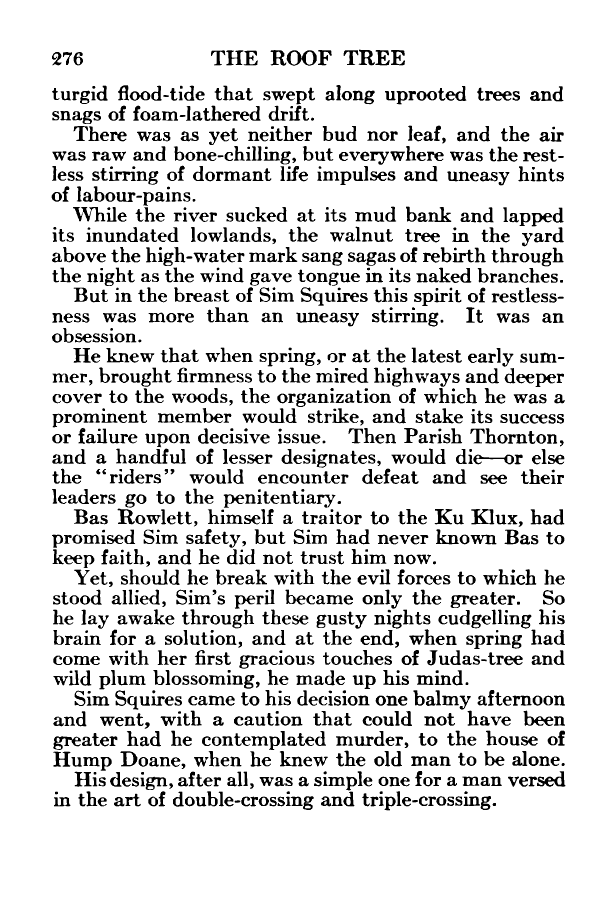 276 THE ROOF TREE
turgid flood-tide that swept along uprooted trees and
snags of foam-lathered drift.
There was as yet neither bud nor leaf, and the air
was raw and bone-chilling, but everywhere was the rest-
less stirring of dormant life impulses and uneasy hints
of labour-pains.
While the river sucked at its mud bank and lapped
its inundated lowlands, the walnut tree in the yard
above the high-water mark sang sagas of rebirth through
the night as the wind gave tongue in its naked branches.
But in the breast of Sim Squires this spirit of restless-
ness was more than an uneasy stirring. It was an
obsession.
He knew that when spring, or at the latest early sum-
mer, brought firmness to the mired highways and deeper
cover to the woods, the organization of which he was a
prominent member would strike, and stake its success
or failure upon decisive issue. Then Parish Thornton,
and a handful of lesser designates, would die—or else
the "riders" would encounter defeat and see their
leaders go to the penitentiary.
Bas Rowlett, himself a traitor to the Ku Klux, had
promised Sim safety, but Sim had never known Bas to
keep faith, and he did not trust him now.
Yet, should he break with the evil forces to which he
stood allied, Sim's peril became only the greater. So
he lay awake through these gusty nights cudgelling his
brain for a solution, and at the end, when spring had
come with her first gracious touches of Judas-tree and
wild plum blossoming, he made up his mind.
Sim Squires came to his decision one balmy afternoon
and went, with a caution that could not have been
greater had he contemplated murder, to the house of
Hump Doane, when he knew the old man to be alone.
His design, after all, was a simple one for a man versed
in the art of double-crossing and triple-crossing.